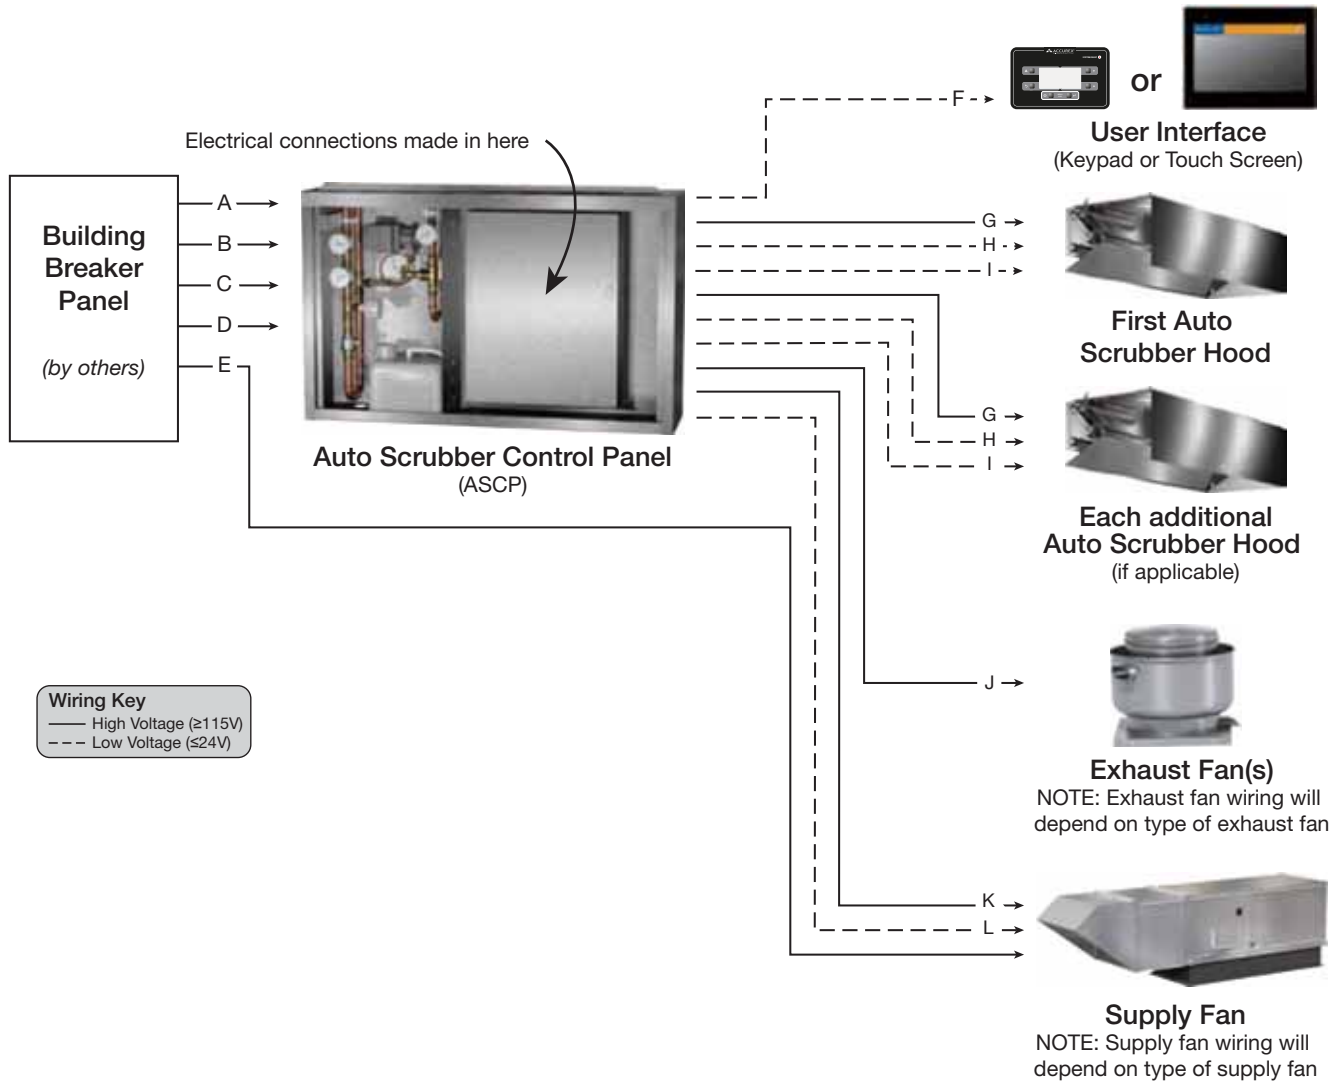 F
ACCUREX
or
User Interface
(Keypad or Touch Screen)
Electrical connections made in here
Building
Breaker
Panel
(by others)
A
B
C
D
E
Auto Scrubber Control Panel
(ASCP)
G
H
I
First Auto
Scrubber Hood
G
H
I
Each additional
Auto Scrubber Hood
(if applicable)
Wiring Key
High Voltage (≥115V)
Low Voltage (≤24V)
J
Exhaust Fan(s)
NOTE: Exhaust fan wiring will
depend on type of exhaust fan
K
L
Supply Fan
NOTE: Supply fan wiring will
depend on type of supply fan